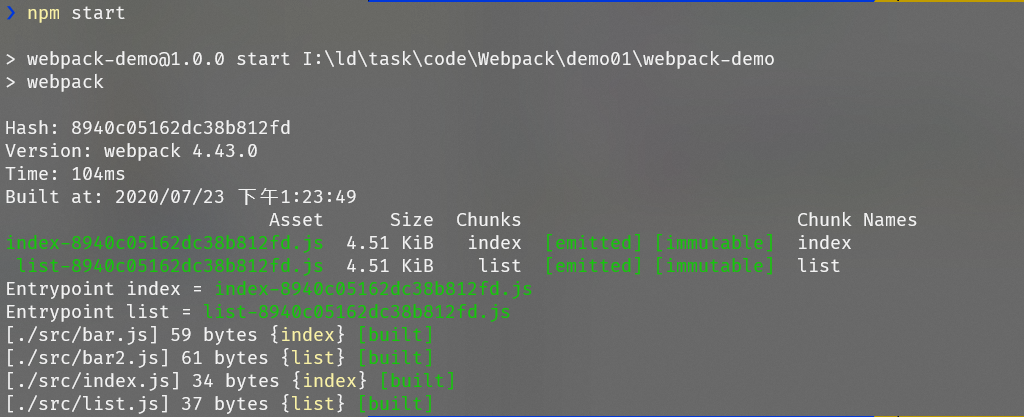 ❯ npm start
> webpack-demo@1.0.0 start I:\ld\task\code\Webpack\demo01\webpack-demo
> webpack
Hash: 8940c05162dc38b812fd
Version: webpack 4.43.0
Time: 104ms
Built at: 2020/07/23 下午1:23:49
Asset Size Chunks Chunk Names
index-8940c05162dc38b812fd.js 4.51 KiB index [emitted] [immutable] index
list-8940c05162dc38b812fd.js 4.51 KiB list [emitted] [immutable] list
Entrypoint index = index-8940c05162dc38b812fd.js
Entrypoint list = list-8940c05162dc38b812fd.js
[./src/bar.js] 59 bytes {index} [built]
[./src/bar2.js] 61 bytes {list} [built]
[./src/index.js] 34 bytes {index} [built]
[./src/list.js] 37 bytes {list} [built]